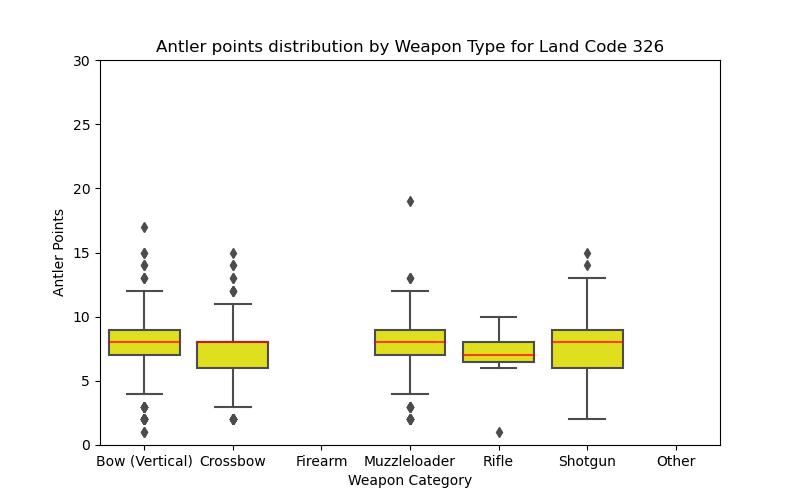 Antler points distribution by Weapon Type for Land Code 326
Antler Points
30
25
20
15
10
5
0
Bow (Vertical) Crossbow Firearm Muzzleloader Rifle Shotgun Other
Weapon Category